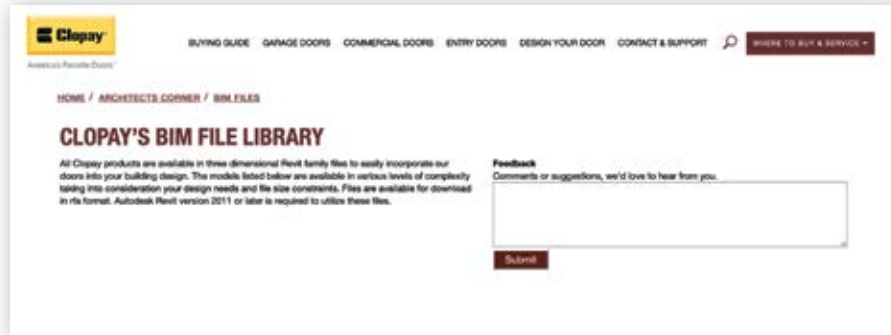 Clopay
America's Favorite Doors
BUYING GUIDE GARAGE DOORS COMMERCIAL DOORS ENTRY DOORS DESIGN YOUR DOOR CONTACT & SUPPORT WHERE TO BUY & SERVICE
HOME / ARCHITECTS CORNER / BIM FILES
CLOPAY'S BIM FILE LIBRARY
All Clopay products are available in three dimensional Revit family files to easily incorporate our
doors into your building design. The models listed below are available in various levels of complexity
taking into consideration your design needs and file size constraints. Files are available for download
in rfa format. Autodesk Revit version 2011 or later is required to utilize these files.
Feedback
Comments or suggestions, we'd love to hear from you.
Submit